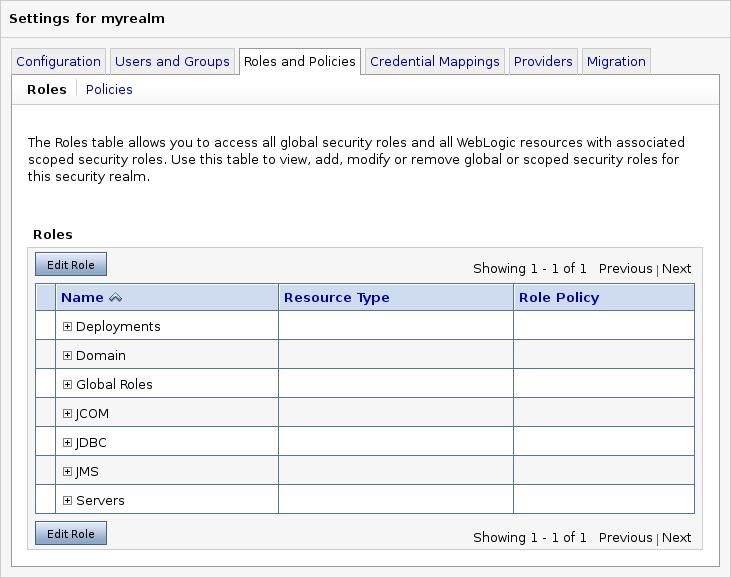 Settings for myrealm
Configuration Users and Groups Roles and Policies Credential Mappings Providers Migration
Roles Policies
The Roles table allows you to access all global security roles and all WebLogic resources with associated
scoped security roles. Use this table to view, add, modify or remove global or scoped security roles for
this security realm.
Roles
Edit Role Showing 1 - 1 of 1 Previous | Next
Name Resource Type Role Policy
Deployments
Domain
Global Roles
JCOM
JDBC
JMS
Servers
Edit Role Showing 1 - 1 of 1 Previous | Next